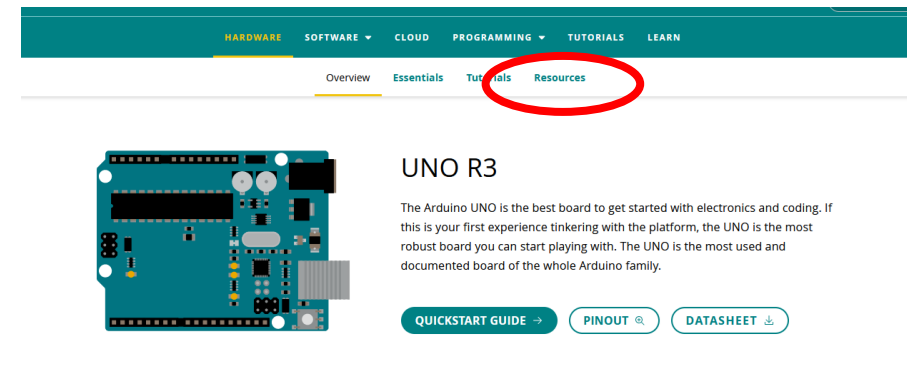 HARDWARE SOFTWARE CLOUD PROGRAMMING TUTORIALS LEARN
Overview Essentials Tutorials Resources
UNO R3
The Arduino UNO is the best board to get started with electronics and coding. If
this is your first experience tinkering with the platform, the UNO is the most
robust board you can start playing with. The UNO is the most used and
documented board of the whole Arduino family.
QUICKSTART GUIDE → PINOUT DATASHEET